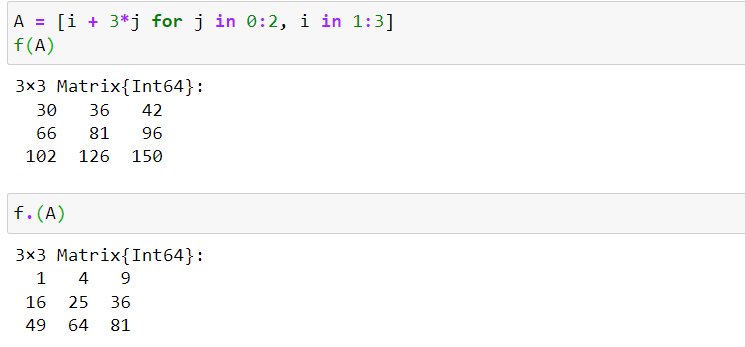 A = [i + 3*j for j in 0:2, i in 1:3]
f(A)
3×3 Matrix{Int64}:
30 36 42
66 81 96
102 126 150
f.(A)
3×3 Matrix{Int64}:
1 4 9
16 25 36
49 64 81